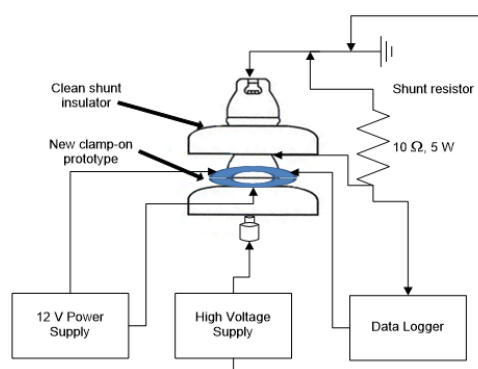 Clean shunt
insulator
Shunt resistor
New clamp-on
prototype
10 Ω, 5 W
12 V Power
Supply
High Voltage
Supply
Data Logger